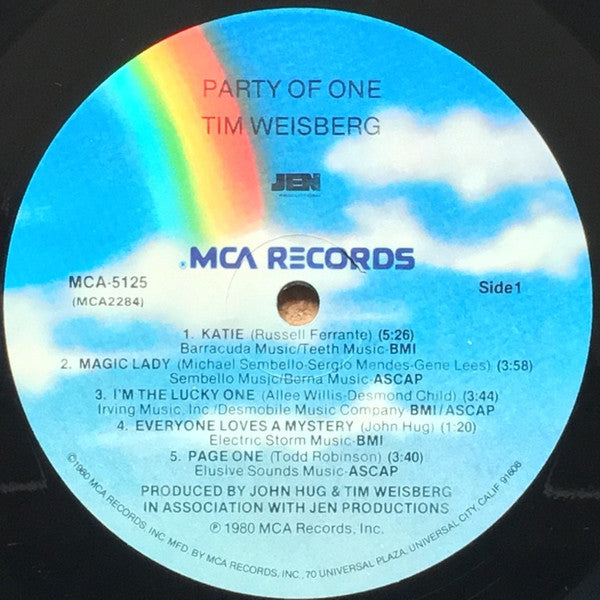 PARTY OF ONE
TIM WEISBERG
JEN
PRODUCTIONS
®MCA RECORDS
MCA-5125
(MCA2284)
Side 1
1. KATIE (Russell Ferrante) (5:26)
Barracuda Music/Teeth Music-BMI
2. MAGIC LADY (Michael Sembello-Sergio Mendes-Gene Lees) (3:58)
Sembello Music/Berna Music-ASCAP
3. I'M THE LUCKY ONE (Allee Willis-Desmond Child) (3:44)
Irving Music, Inc./Desmobile Music Company BMI/ASCAP
4. EVERYONE LOVES A MYSTERY (John Hug) (1:20)
Electric Storm Music-BMI
5. PAGE ONE (Todd Robinson) (3:40)
Elusive Sounds Music-ASCAP
PRODUCED BY JOHN HUG & TIM WEISBERG
IN ASSOCIATION WITH JEN PRODUCTIONS
℗ 1980 MCA Records, Inc.
©1980 MCA RECORDS, INC. MFD. BY MCA RECORDS, INC., 70 UNIVERSAL PLAZA, UNIVERSAL CITY, CALIF. 91608